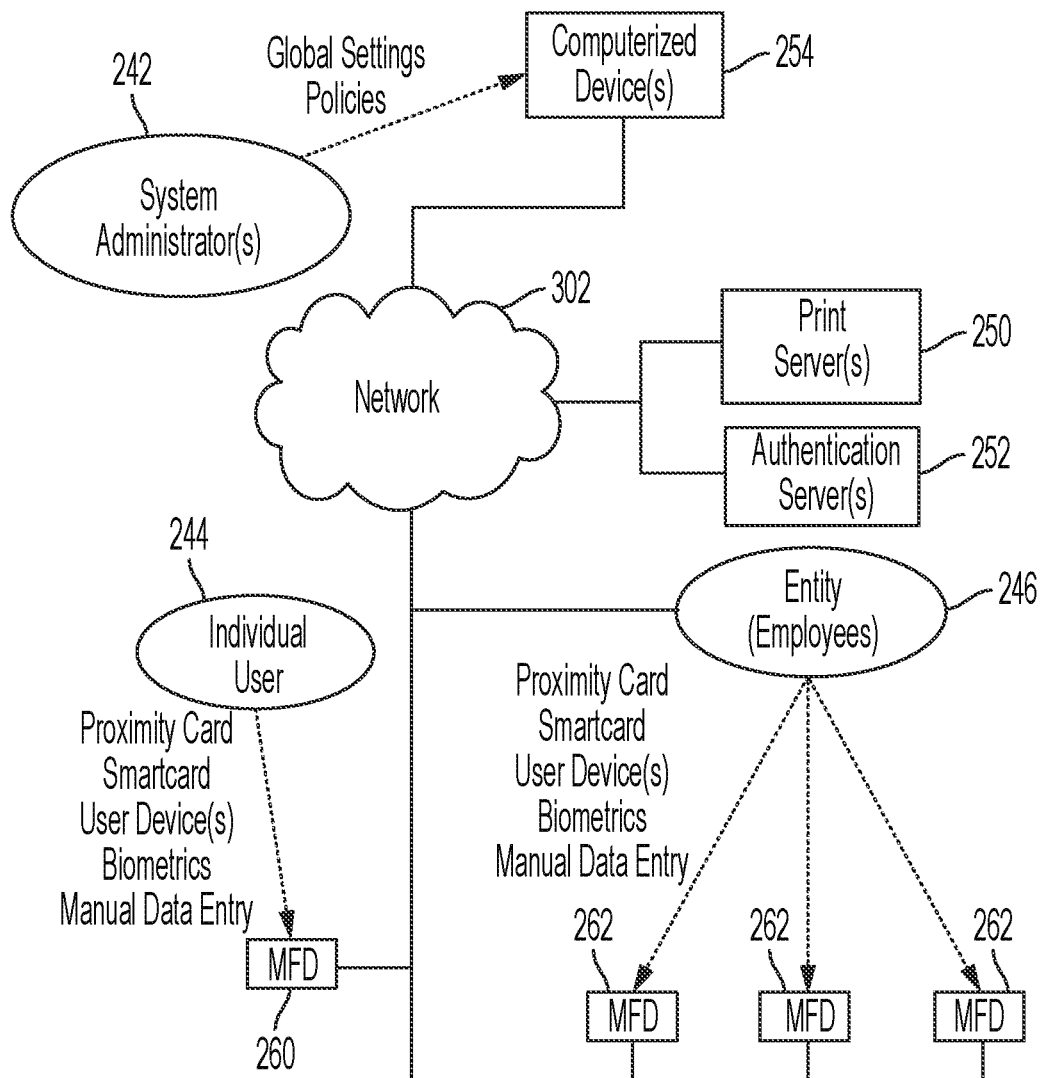 Computerized
Device(s)
254
Global Settings
Policies
242
System
Administrator(s)
302
Network
Print
Server(s)
250
Authentication
Server(s)
252
244
Individual
User
Entity
(Employees)
246
Proximity Card
Smartcard
User Device(s)
Biometrics
Manual Data Entry
Proximity Card
Smartcard
User Device(s)
Biometrics
Manual Data Entry
MFD
260
262
262
262
MFD
MFD
MFD